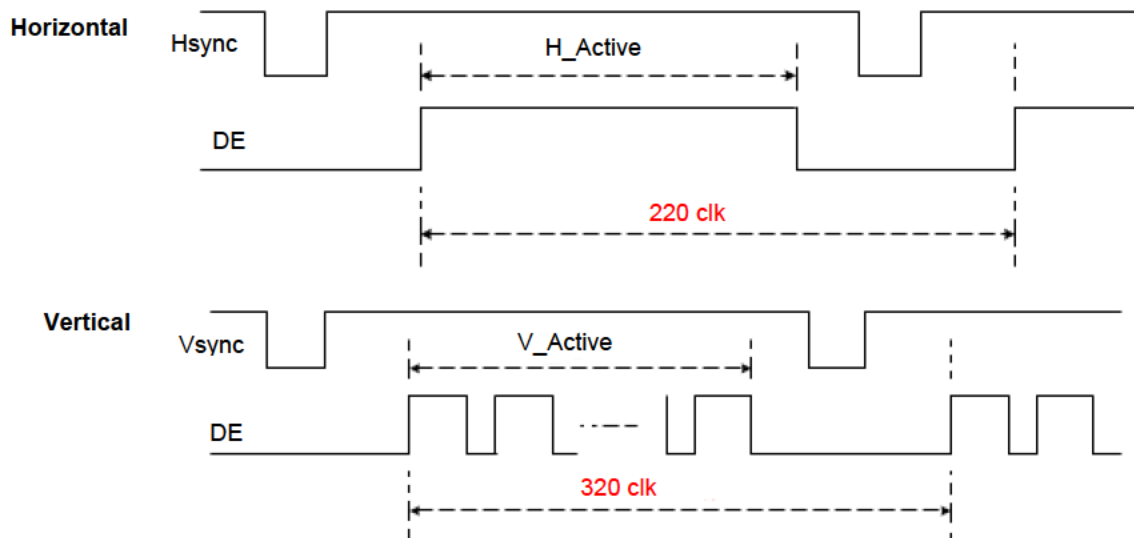 Horizontal
Hsync
H_Active
DE
220 clk
Vertical
Vsync
V_Active
DE
320 clk